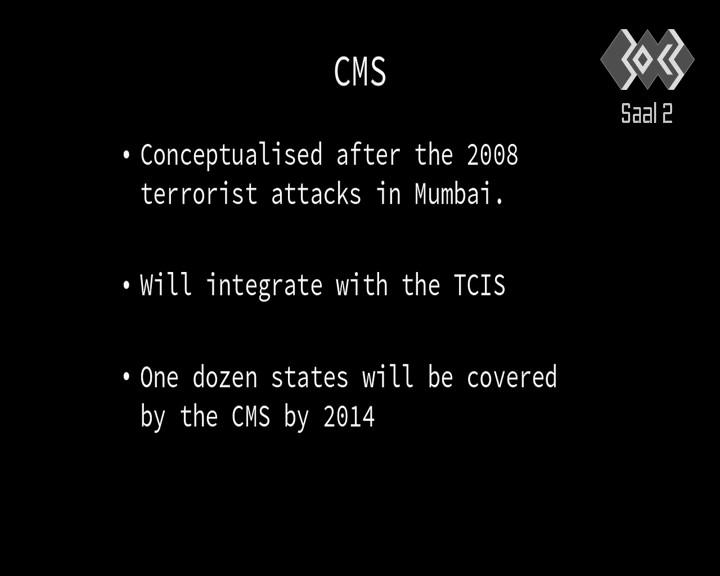 CMS
Saal 2
• Conceptualised after the 2008
terrorist attacks in Mumbai.
• Will integrate with the TCIS
• One dozen states will be covered
by the CMS by 2014